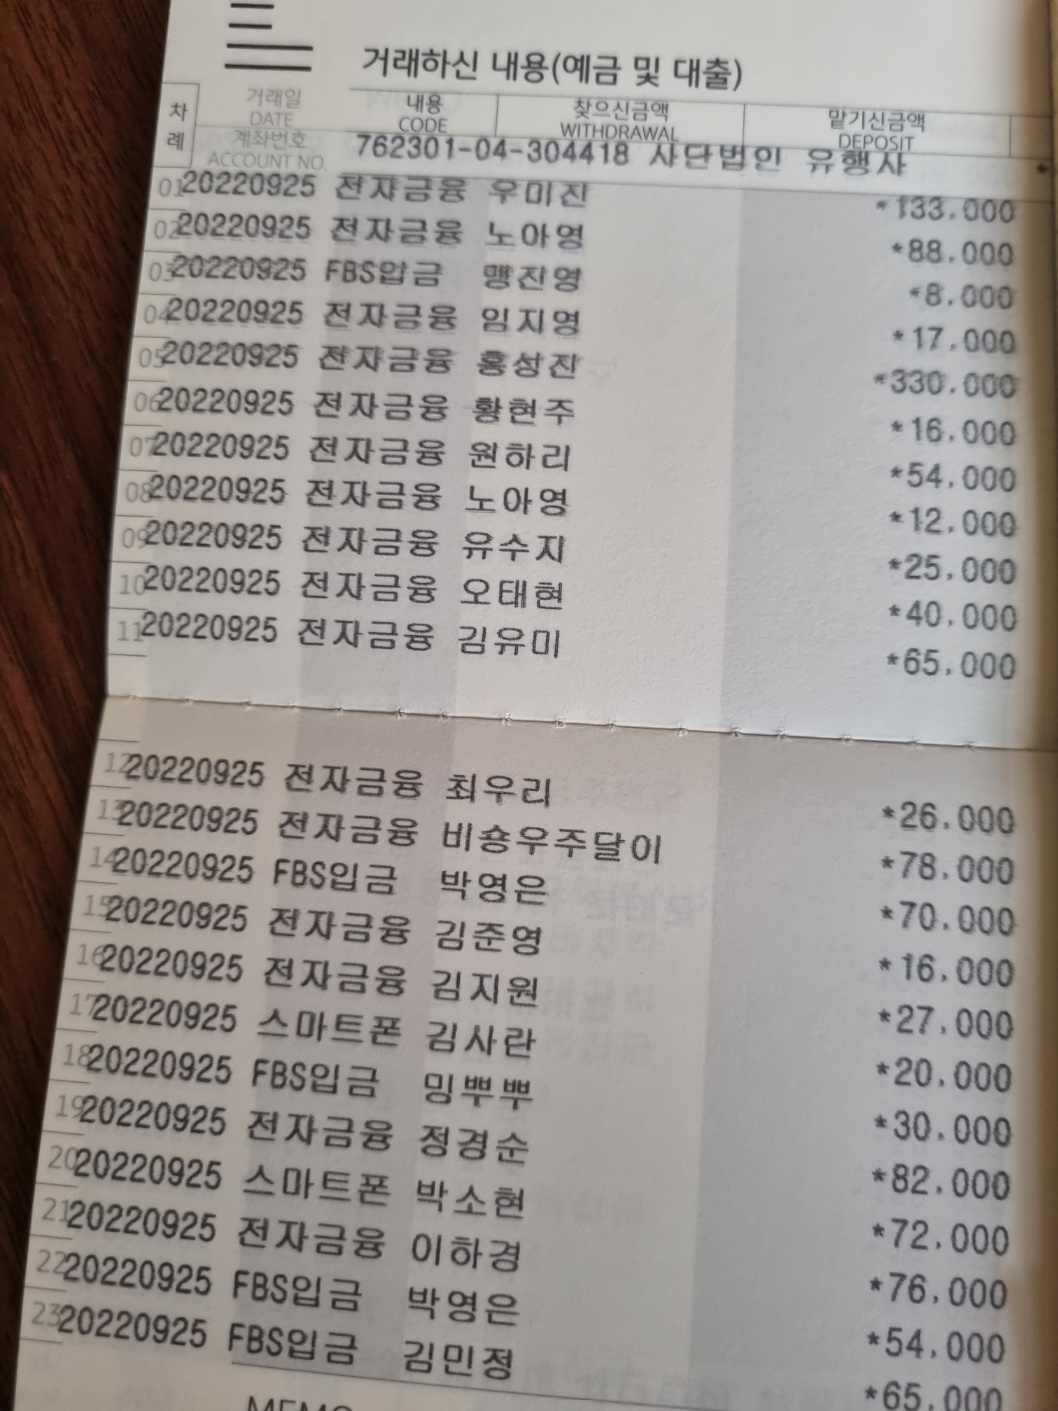 거래하신 내용(예금 및 대출)
차례 거래일 DATE 내용 CODE 찾으신금액 WITHDRAWAL 맡기신금액 DEPOSIT
계좌번호 ACCOUNT NO. 762301-04-304418 사단법인 유행사 *
01 20220925 전자금융 우미진 *133,000
02 20220925 전자금융 노아영 *88,000
03 20220925 FBS입금 맹진영 *8,000
04 20220925 전자금융 임지영 *17,000
05 20220925 전자금융 홍성진 *330,000
06 20220925 전자금융 황현주 *16,000
07 20220925 전자금융 원하리 *54,000
08 20220925 전자금융 노아영 *12,000
09 20220925 전자금융 유수지 *25,000
10 20220925 전자금융 오태현 *40,000
11 20220925 전자금융 김유미 *65,000
12 20220925 전자금융 최우리 *26,000
13 20220925 전자금융 비숑우주달이 *78,000
14 20220925 FBS입금 박영은 *70,000
15 20220925 전자금융 김준영 *16,000
16 20220925 전자금융 김지원 *27,000
17 20220925 스마트폰 김사란 *20,000
18 20220925 FBS입금 밍뿌뿌 *30,000
19 20220925 전자금융 정경순 *82,000
20 20220925 스마트폰 박소현 *72,000
21 20220925 전자금융 이하경 *76,000
22 20220925 FBS입금 박영은 *54,000
23 20220925 FBS입금 김민정 *65,000
MEMO